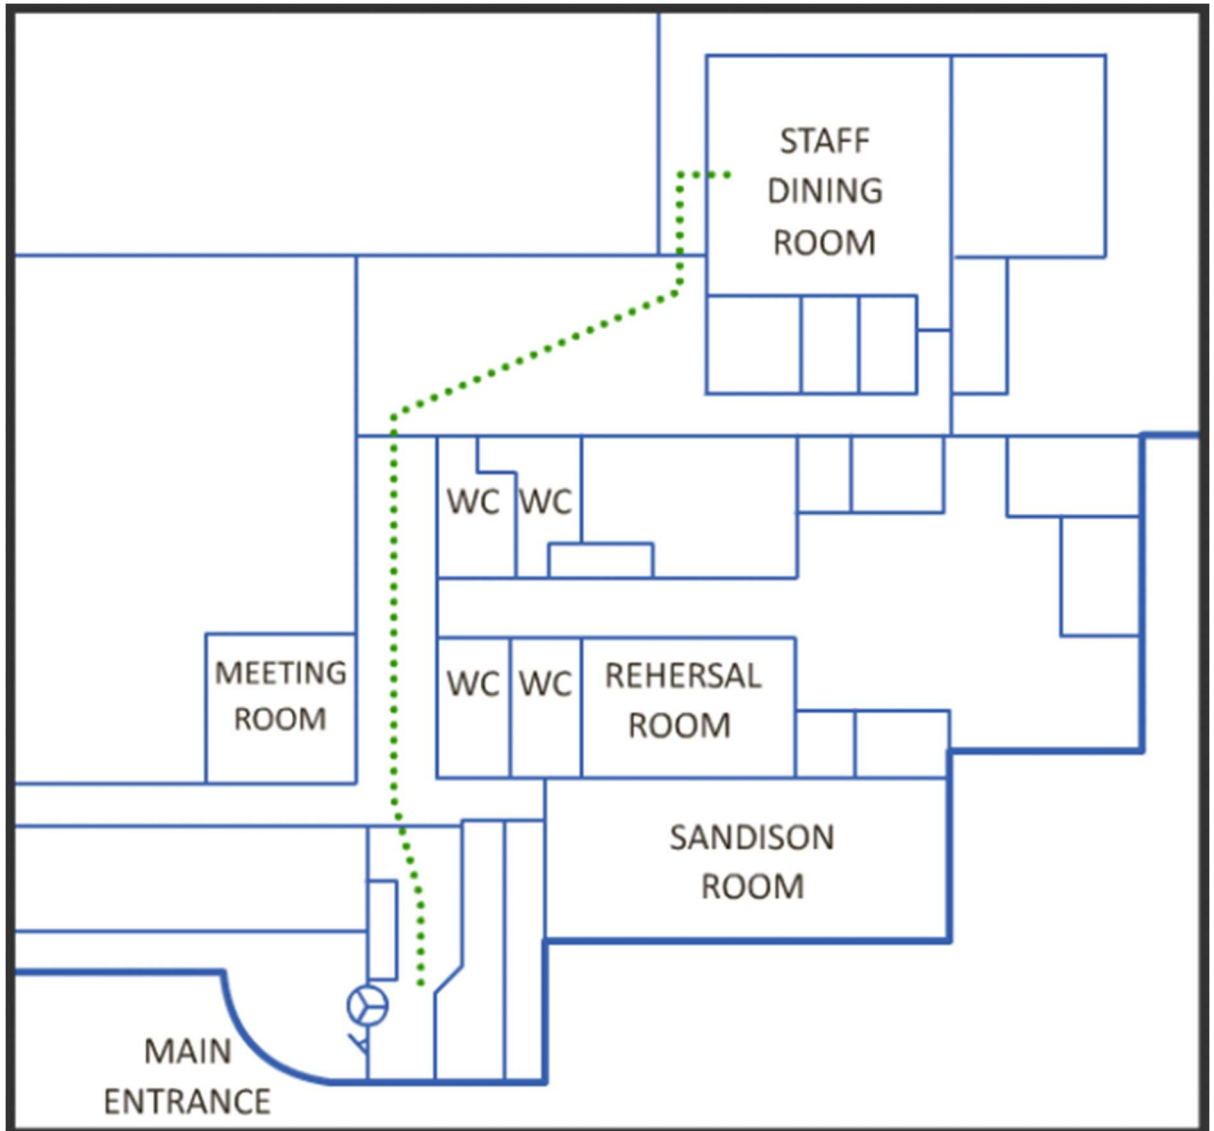 STAFF
DINING
ROOM
WC WC
MEETING
ROOM
WC WC
REHERSAL
ROOM
SANDISON
ROOM
MAIN
ENTRANCE